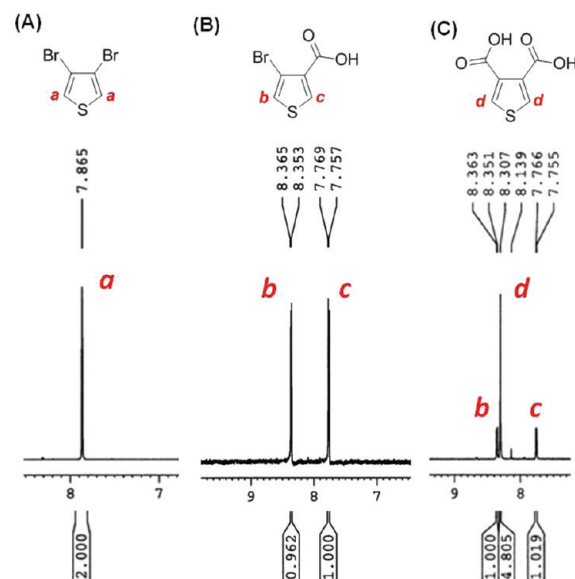 (A)
Br
Br
a
a
S
7.865
a
8
7
2.000
(B)
O
Br
OH
b
c
S
8.365
8.353
7.769
7.757
b
c
9
8
7
0.962
1.000
(C)
OH
O
O
OH
d
d
S
8.363
8.351
8.307
8.139
7.766
7.755
d
b
c
9
8
1.000
4.805
1.019